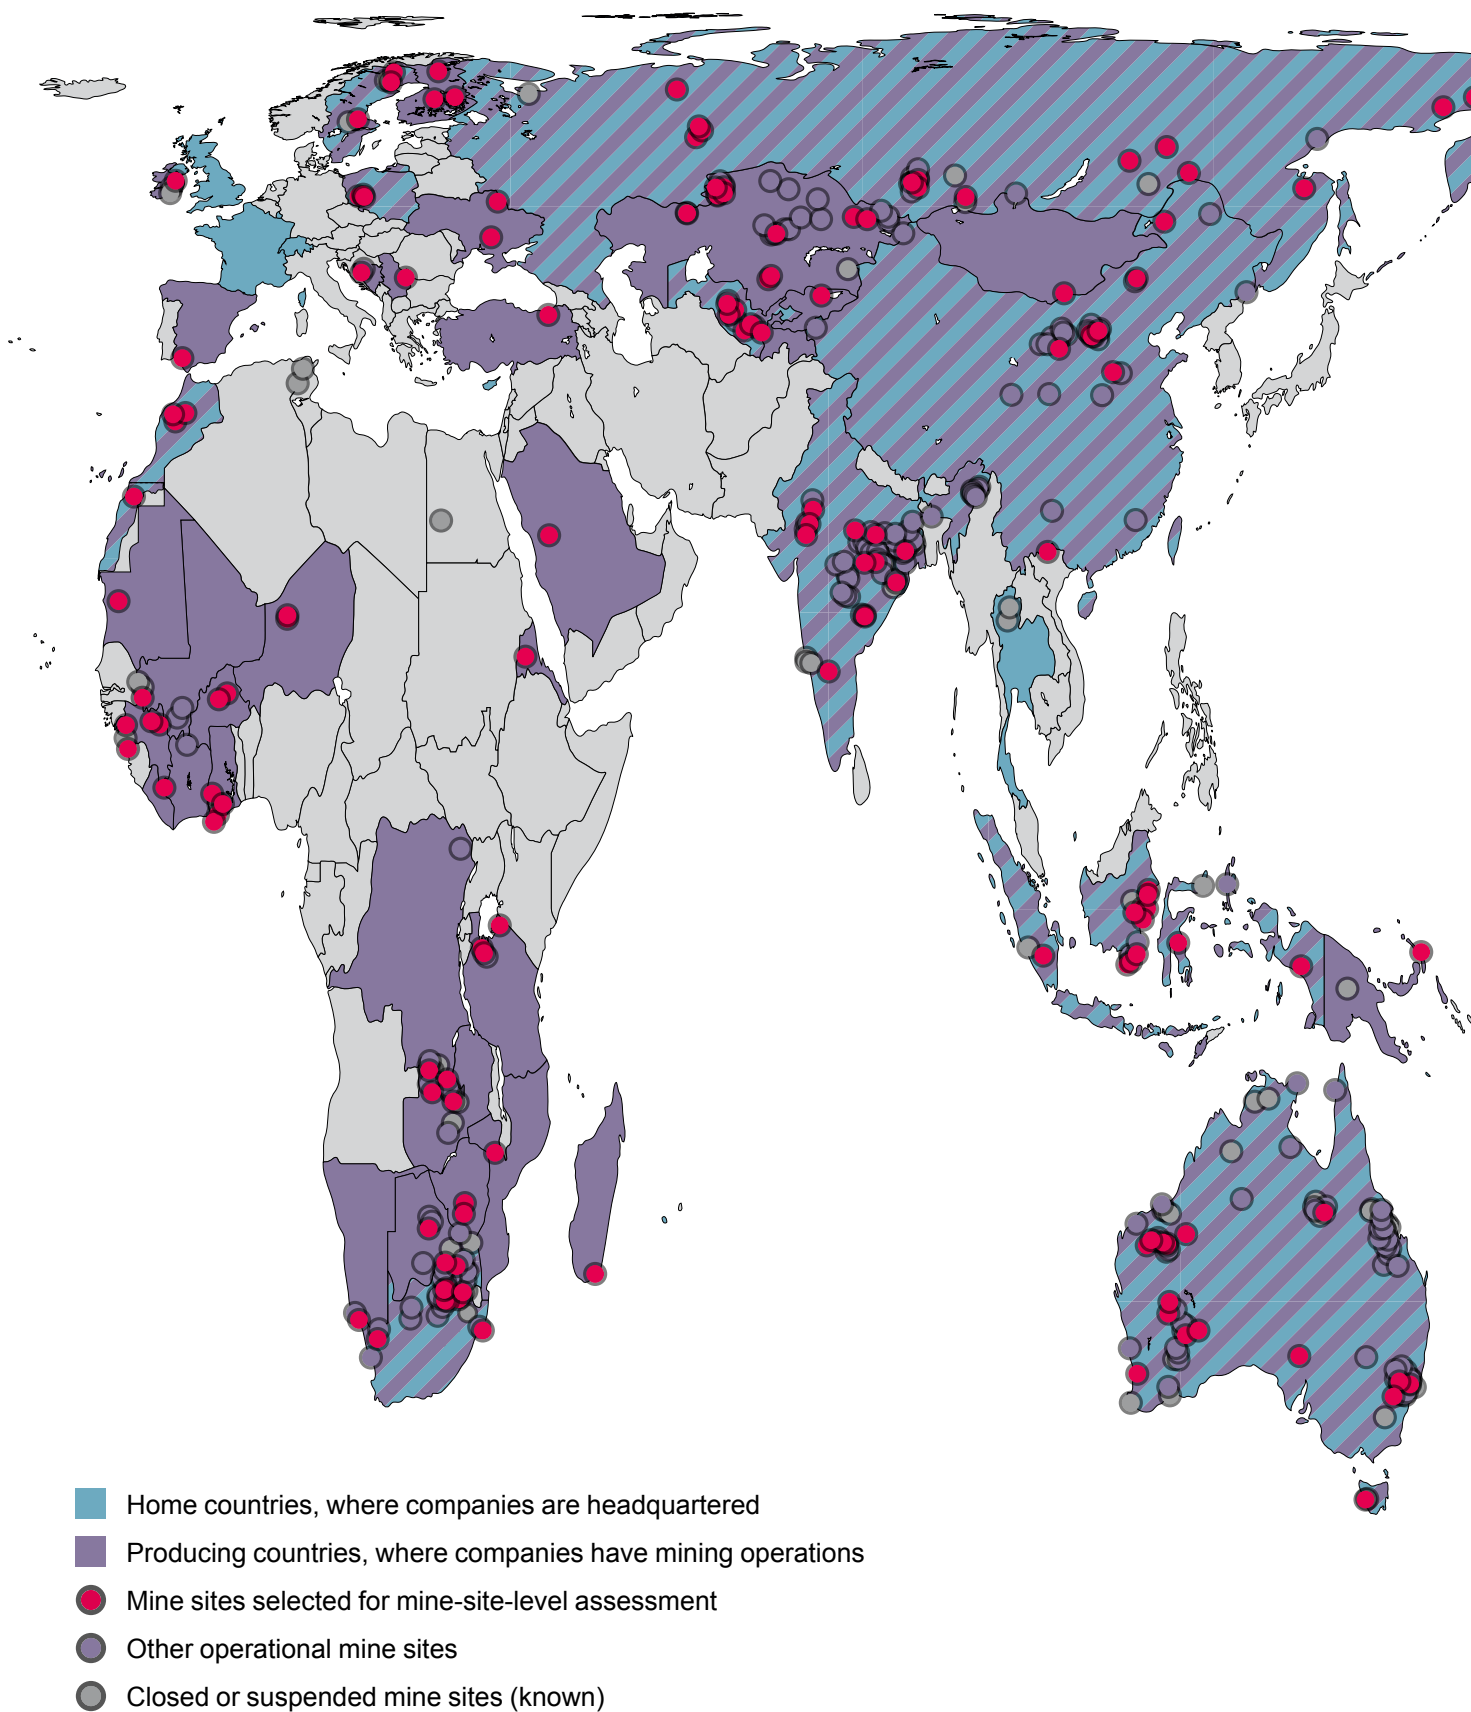 Home countries, where companies are headquartered
Producing countries, where companies have mining operations
Mine sites selected for mine-site-level assessment
Other operational mine sites
Closed or suspended mine sites (known)